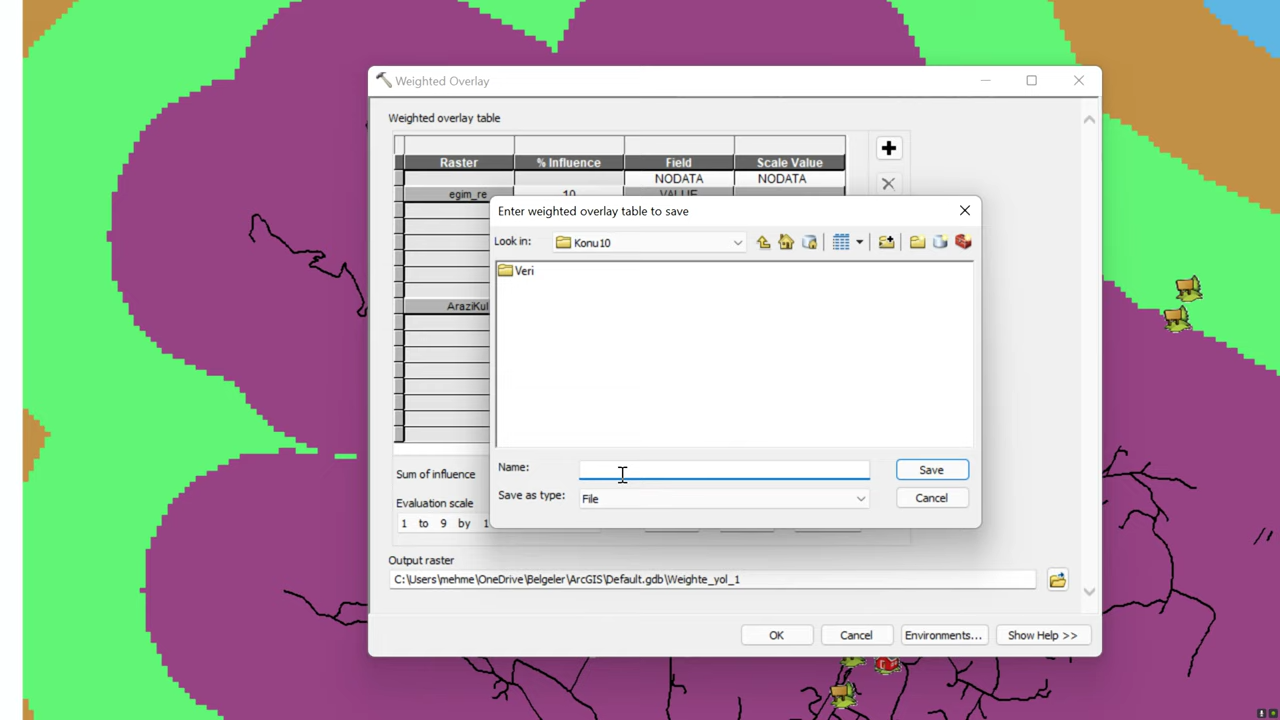 Weighted Overlay
Weighted overlay table
Raster % Influence Field Scale Value
NODATA NODATA
egim_re 10 VALUE
Enter weighted overlay table to save
Look in: Konu10
Veri
AraziKul
Name:
Save
Save as type: File
Cancel
Sum of influence
Evaluation scale
1 to 9 by 1
Output raster
C:\Users\mehme\OneDrive\Belgeler\ArcGIS\Default.gdb\Weighte_yol_1
OK Cancel Environments... Show Help >>